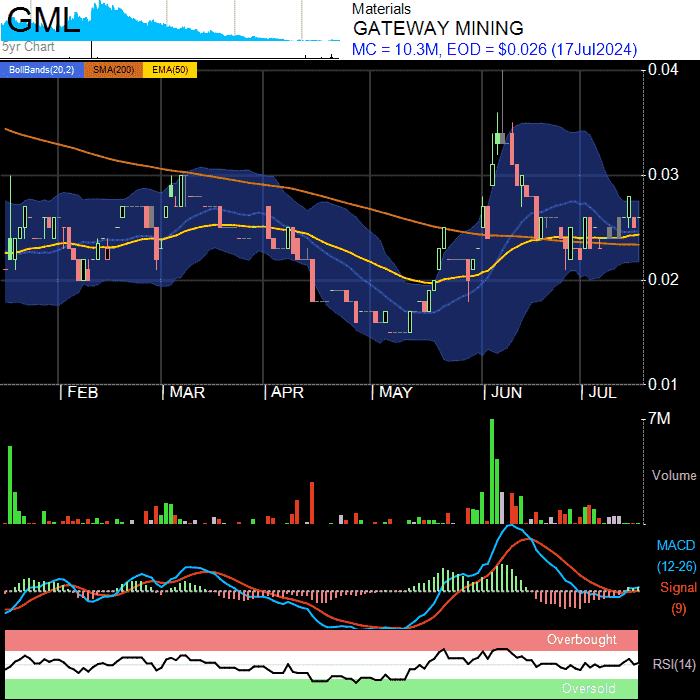 GML
5yr Chart
Materials
GATEWAY MINING
MC = 10.3M, EOD = $0.026 (17Jul2024)
BollBands(20,2) SMA(200) EMA(50)
0.04
0.03
0.02
0.01
FEB MAR APR MAY JUN JUL
7M
Volume
MACD
(12-26)
Signal
(9)
Overbought
RSI(14)
Oversold